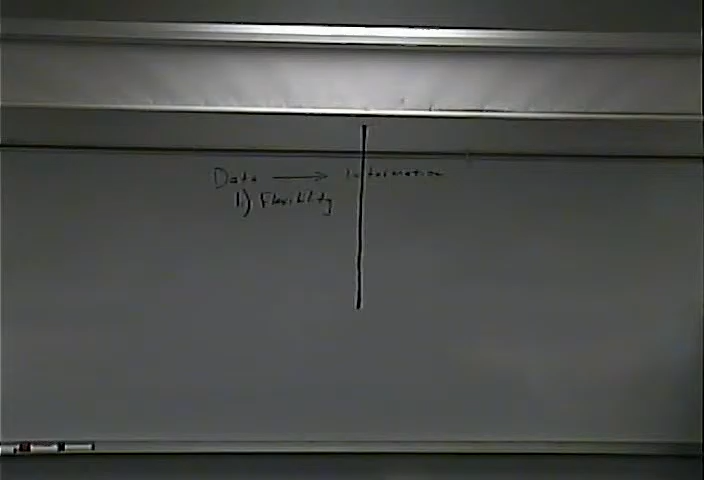 Data → Information
1) Flexibility